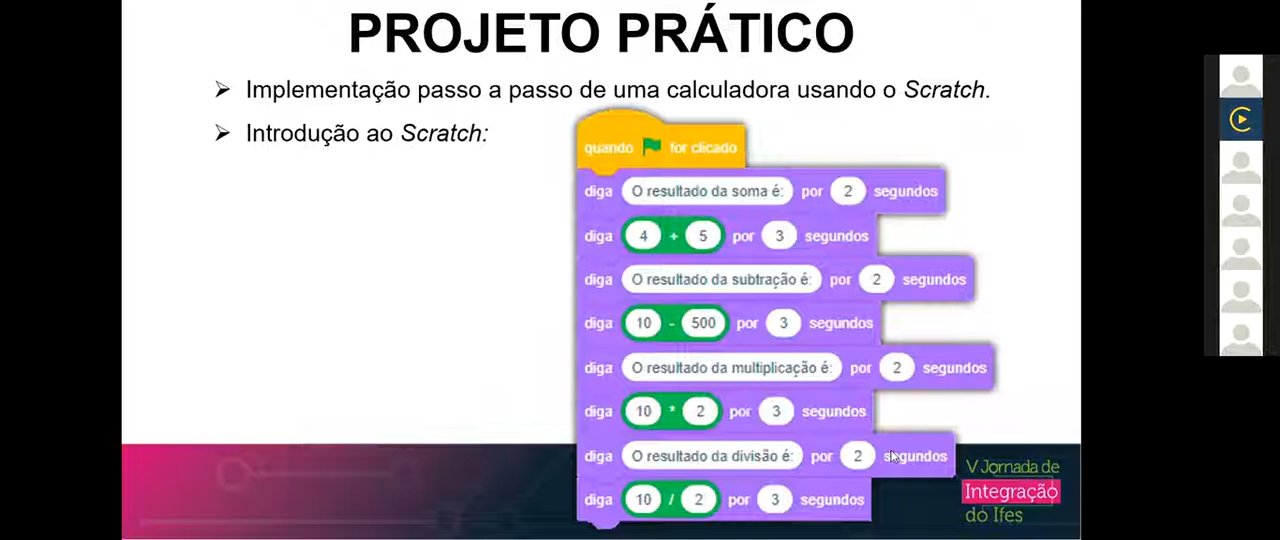 PROJETO PRÁTICO
➢ Implementação passo a passo de uma calculadora usando o Scratch.
➢ Introdução ao Scratch:
quando for clicado
diga O resultado da soma é: por 2 segundos
diga 4 + 5 por 3 segundos
diga O resultado da subtração é: por 2 segundos
diga 10 - 500 por 3 segundos
diga O resultado da multiplicação é: por 2 segundos
diga 10 * 2 por 3 segundos
diga O resultado da divisão é: por 2 segundos
diga 10 / 2 por 3 segundos
V Jornada de
Integração
do Ifes